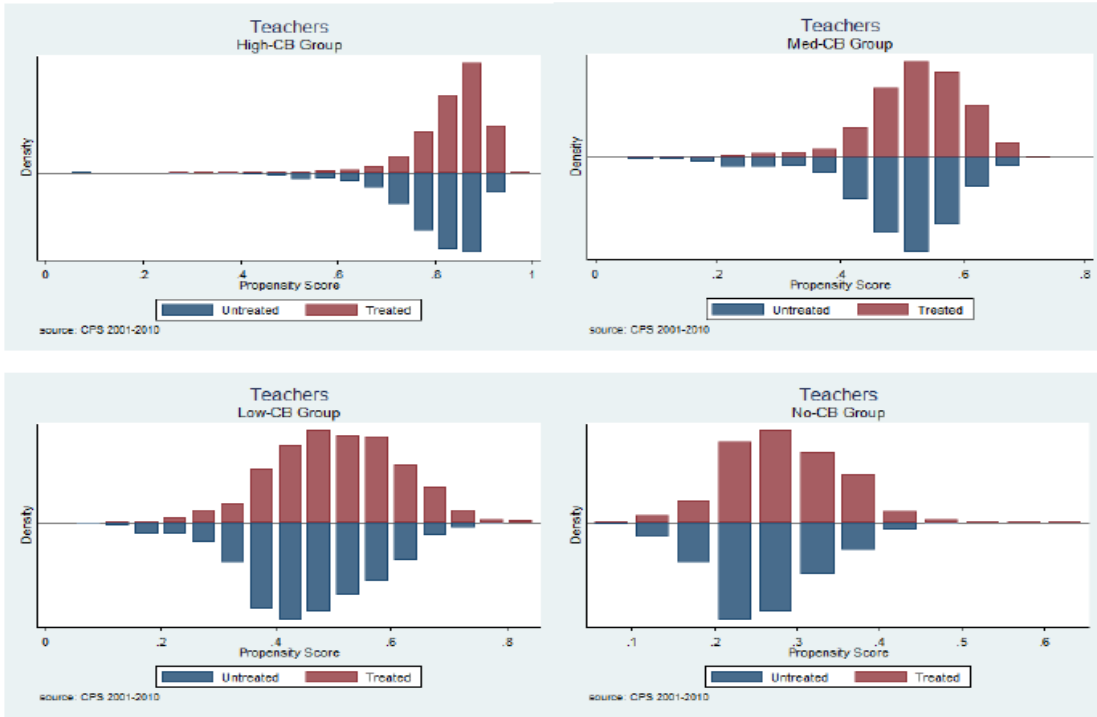 Teachers
High-CB Group
Density
0 .2 .4 .6 .8 1
Propensity Score
Untreated Treated
source: CPS 2001-2010
Teachers
Med-CB Group
Density
0 .2 .4 .6 .8
Propensity Score
Untreated Treated
source: CPS 2001-2010
Teachers
Low-CB Group
Density
0 .2 .4 .6 .8
Propensity Score
Untreated Treated
source: CPS 2001-2010
Teachers
No-CB Group
Density
.1 .2 .3 .4 .5 .6
Propensity Score
Untreated Treated
source: CPS 2001-2010